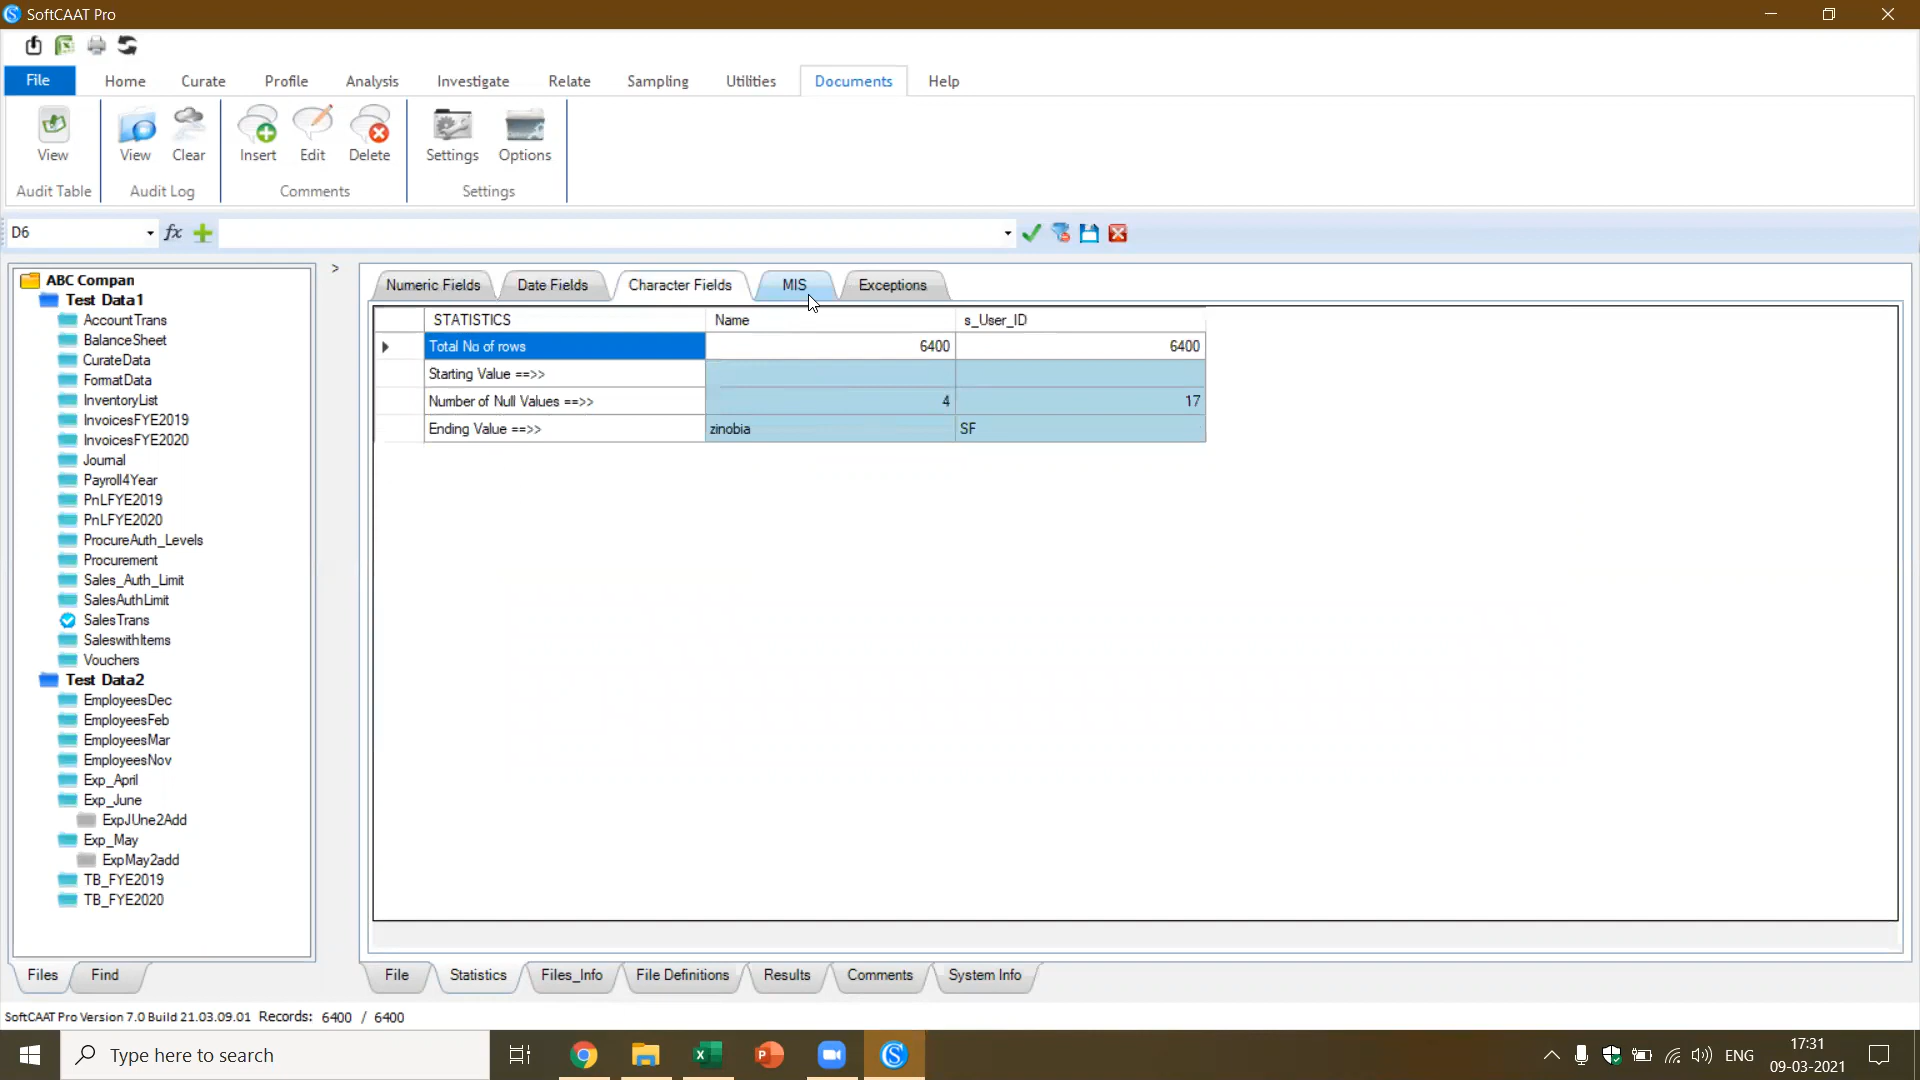 SoftCAAT Pro
File Home Curate Profile Analysis Investigate Relate Sampling Utilities Documents Help
View View Clear Insert Edit Delete Settings Options
Audit Table Audit Log Comments Settings
D6 fx
ABC Compan
Test Data1
AccountTrans
BalanceSheet
CurateData
FormatData
InventoryList
InvoicesFYE2019
InvoicesFYE2020
Journal
Payroll4Year
PnLFYE2019
PnLFYE2020
ProcureAuth_Levels
Procurement
Sales_Auth_Limit
SalesAuthLimit
SalesTrans
SaleswithItems
Vouchers
Test Data2
EmployeesDec
EmployeesFeb
EmployeesMar
EmployeesNov
Exp_April
Exp_June
ExpJUne2Add
Exp_May
ExpMay2add
TB_FYE2019
TB_FYE2020
Files Find
>
Numeric Fields Date Fields Character Fields MIS Exceptions
STATISTICS Name s_User_ID
Total No of rows 6400 6400
Starting Value ==>>
Number of Null Values ==>> 4 17
Ending Value ==>> zinobia SF
File Statistics Files_Info File Definitions Results Comments System Info
SoftCAAT Pro Version 7.0 Build 21.03.09.01 Records: 6400 / 6400
Type here to search
ENG
17:31
09-03-2021